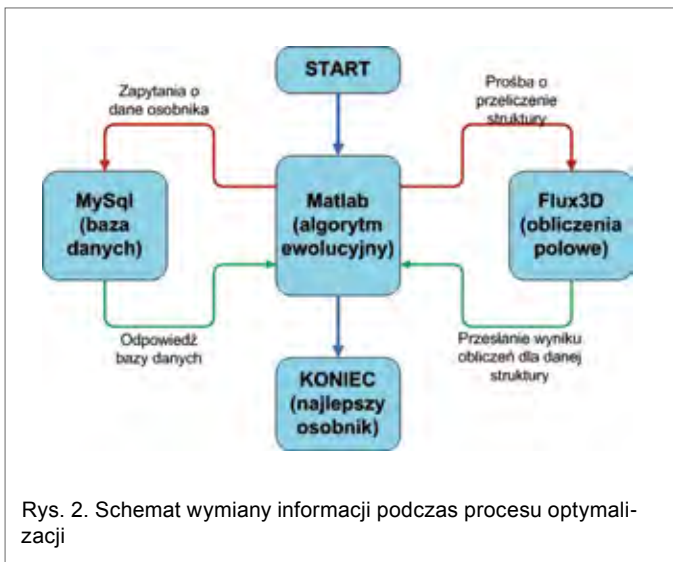 START
Zapytania o
dane osobnika
Prośba o
przeliczenie
struktury
MySql
(baza
danych)
Matlab
(algorytm
ewolucyjny)
Flux3D
(obliczenia
polowe)
Odpowiedź
bazy danych
Przesłanie wyniku
obliczeń dla danej
struktury
KONIEC
(najlepszy
osobnik)
Rys. 2. Schemat wymiany informacji podczas procesu optymali-
zacji